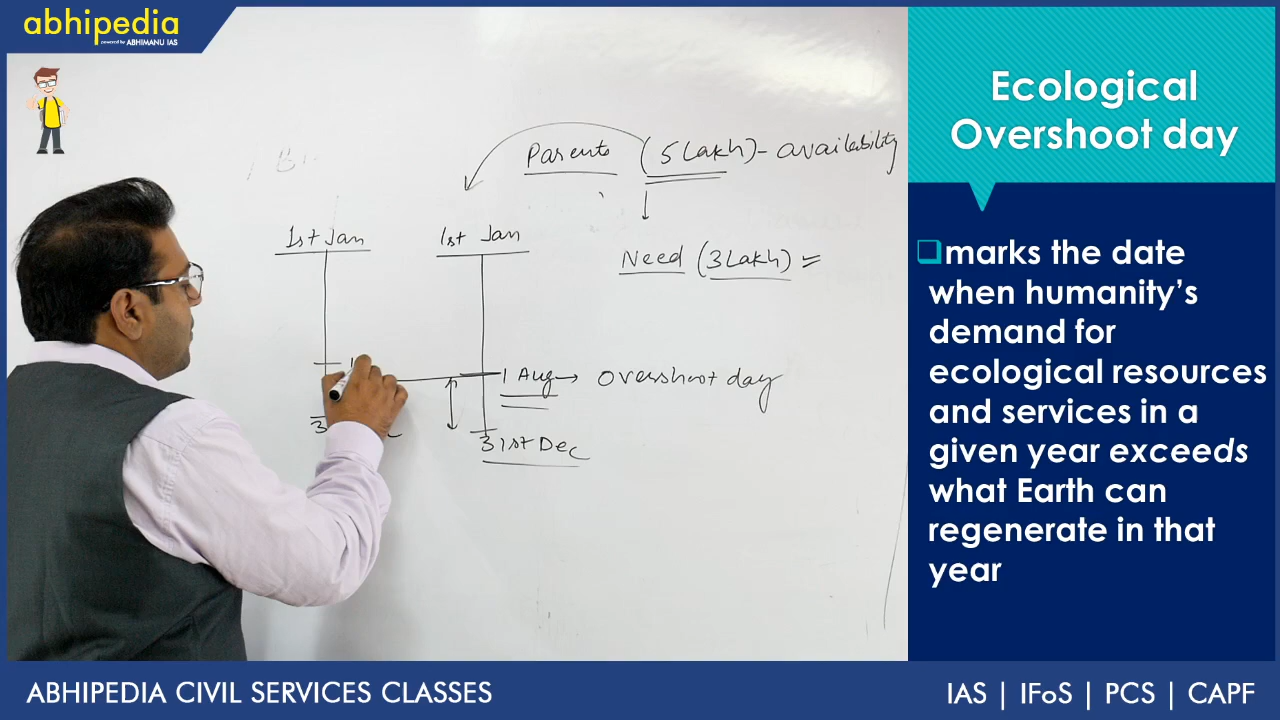 abhipedia
powered by ABHIMANU IAS
Parents (5 Lakh) - availability
1st Jan
1st Jan
Need (3 Lakh) =
1 Aug → Overshoot day
31st Dec
Ecological
Overshoot day
marks the date
when humanity’s
demand for
ecological resources
and services in a
given year exceeds
what Earth can
regenerate in that
year
ABHIPEDIA CIVIL SERVICES CLASSES
IAS | IFoS | PCS | CAPF